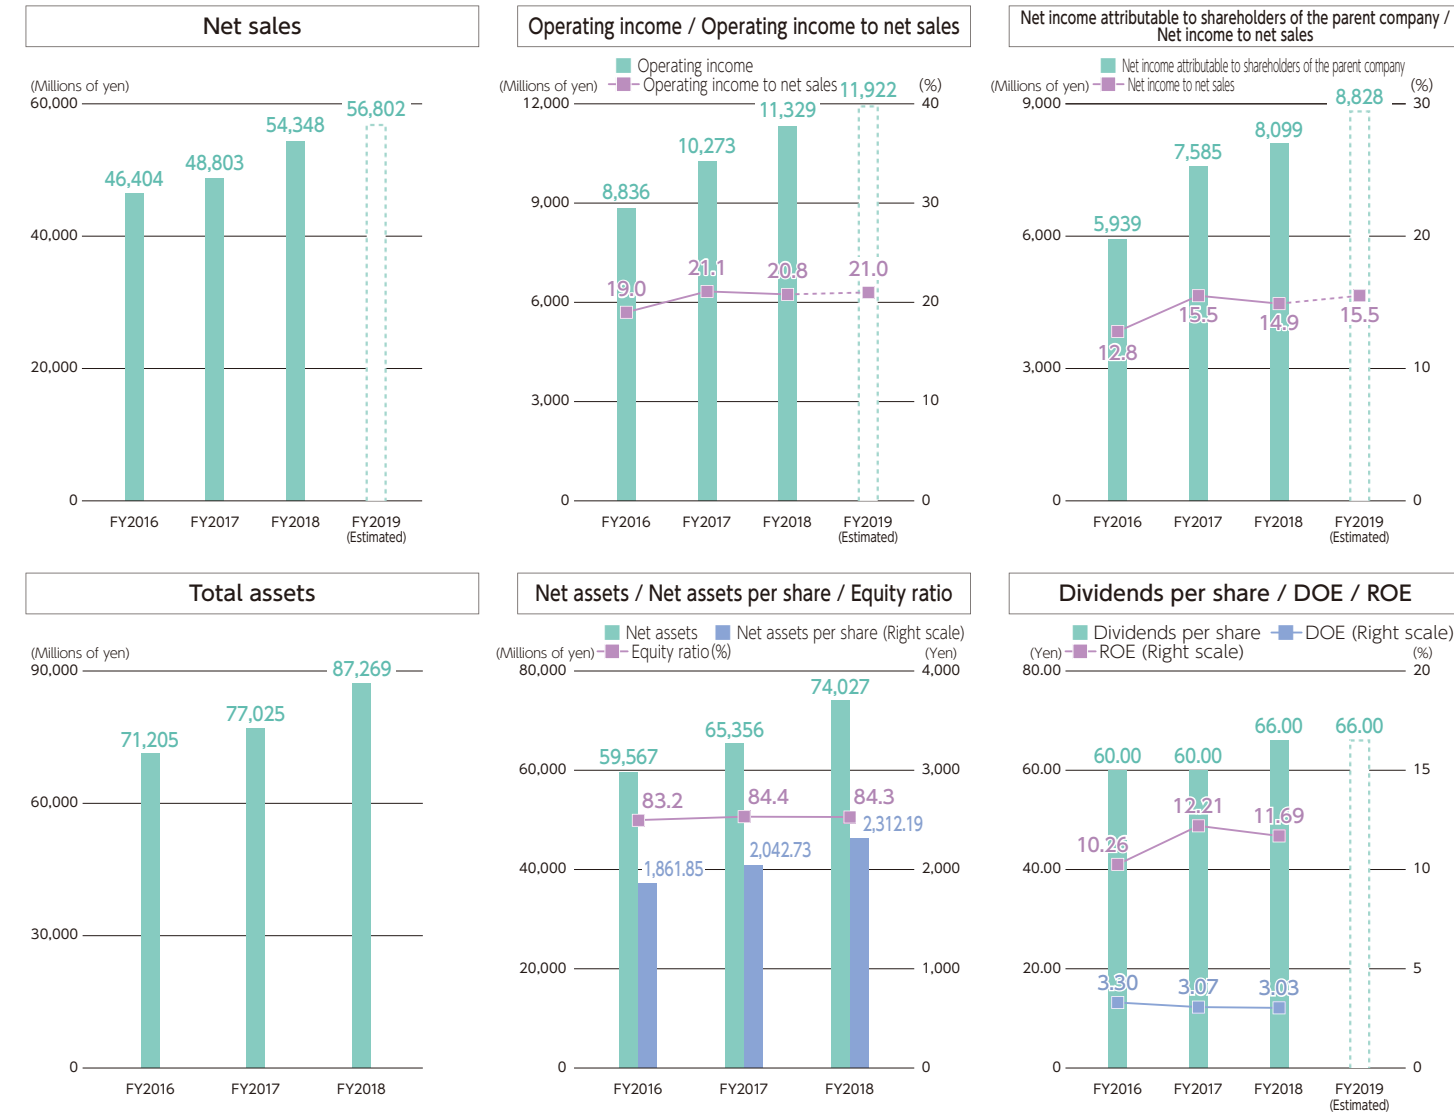 Net sales
(Millions of yen)
60,000
40,000
20,000
0
46,404
48,803
54,348
56,802
FY2016
FY2017
FY2018
FY2019
(Estimated)
Operating income / Operating income to net sales
Operating income
(Millions of yen)
Operating income to net sales
(%)
12,000
9,000
6,000
3,000
0
40
30
20
10
0
8,836
10,273
11,329
11,922
19.0
21.1
20.8
21.0
FY2016
FY2017
FY2018
FY2019
(Estimated)
Net income attributable to shareholders of the parent company /
Net income to net sales
Net income attributable to shareholders of the parent company
(Millions of yen)
Net income to net sales
(%)
9,000
6,000
3,000
0
30
20
10
0
5,939
7,585
8,099
8,828
12.8
15.5
14.9
15.5
FY2016
FY2017
FY2018
FY2019
(Estimated)
Total assets
(Millions of yen)
90,000
60,000
30,000
0
71,205
77,025
87,269
FY2016
FY2017
FY2018
Net assets / Net assets per share / Equity ratio
Net assets
Net assets per share (Right scale)
(Millions of yen)
Equity ratio(%)
(Yen)
80,000
60,000
40,000
20,000
0
4,000
3,000
2,000
1,000
0
59,567
65,356
74,027
83.2
84.4
84.3
1,861.85
2,042.73
2,312.19
FY2016
FY2017
FY2018
Dividends per share / DOE / ROE
Dividends per share
DOE (Right scale)
(Yen)
ROE (Right scale)
(%)
80.00
60.00
40.00
20.00
0
20
15
10
5
0
60.00
60.00
66.00
66.00
10.26
12.21
11.69
3.30
3.07
3.03
FY2016
FY2017
FY2018
FY2019
(Estimated)